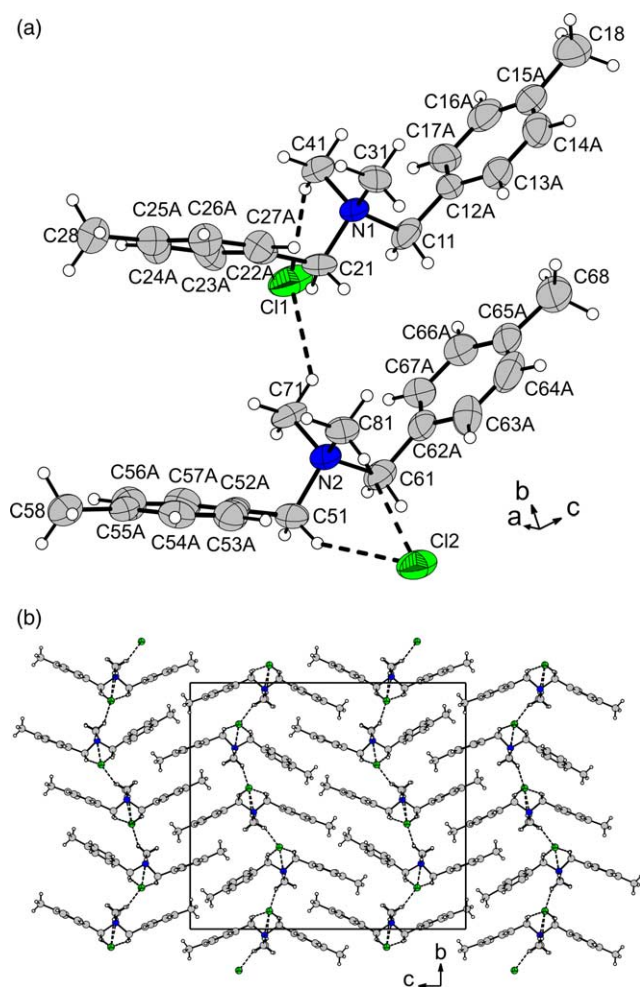 (a)
C18
C15A
C16A
C41
C17A
C14A
C31
C13A
C25A
C26A
C27A
C12A
C28
N1
C11
C24A
C22A
C21
C23A
Cl1
C68
C65A
C66A
C71
C67A
C64A
C81
C63A
C62A
C56A
C57A
C52A
N2
C61
C58
C51
C55A
C54A
C53A
Cl2
b
a
c
(b)
b
c